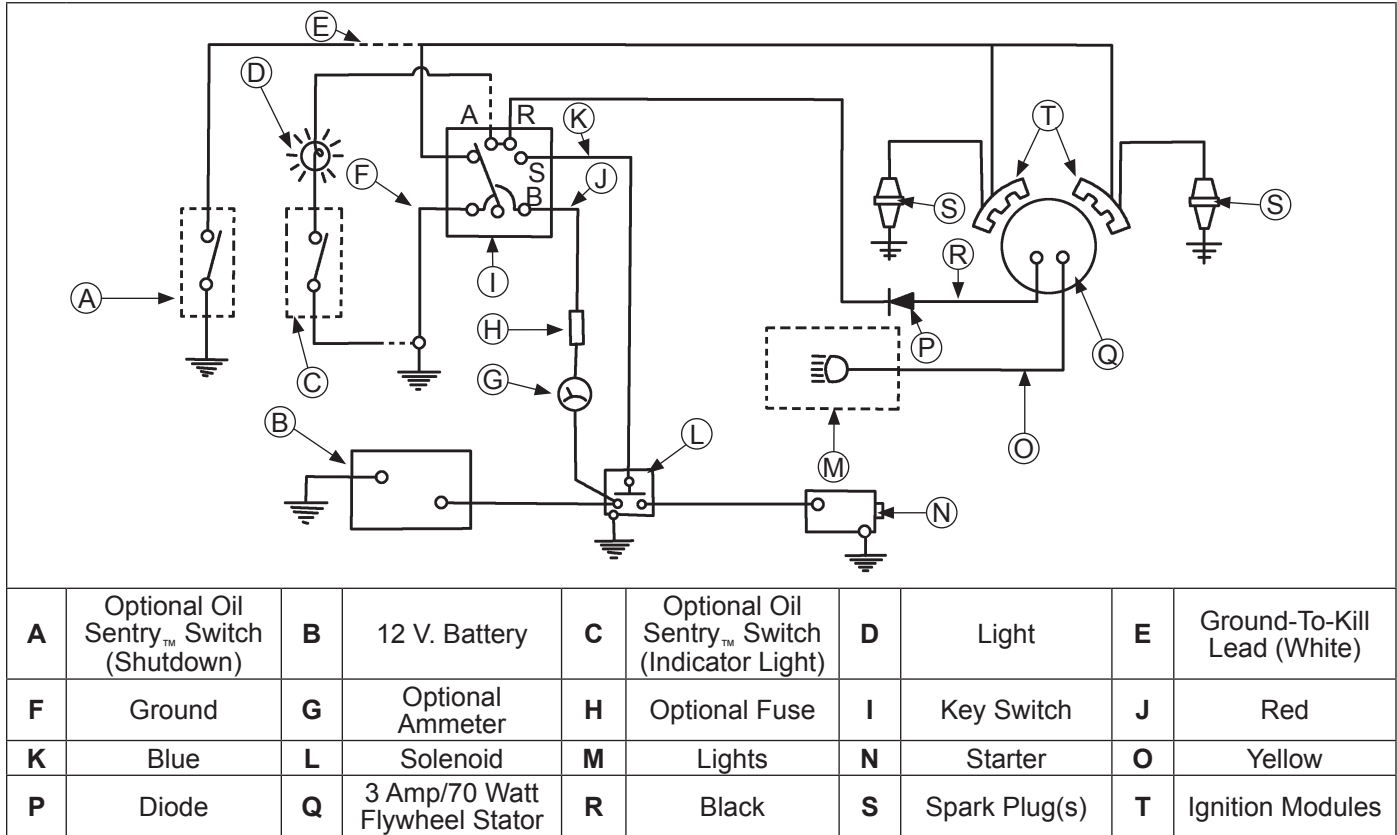 E
D
A R
K
T
S
F
J
B
S
S
A
I
R
H
P
Q
C
G
B
L
O
M
N
A Optional Oil Sentry™ Switch (Shutdown) B 12 V. Battery C Optional Oil Sentry™ Switch (Indicator Light) D Light E Ground-To-Kill Lead (White)
F Ground G Optional Ammeter H Optional Fuse I Key Switch J Red
K Blue L Solenoid M Lights N Starter O Yellow
P Diode Q 3 Amp/70 Watt Flywheel Stator R Black S Spark Plug(s) T Ignition Modules